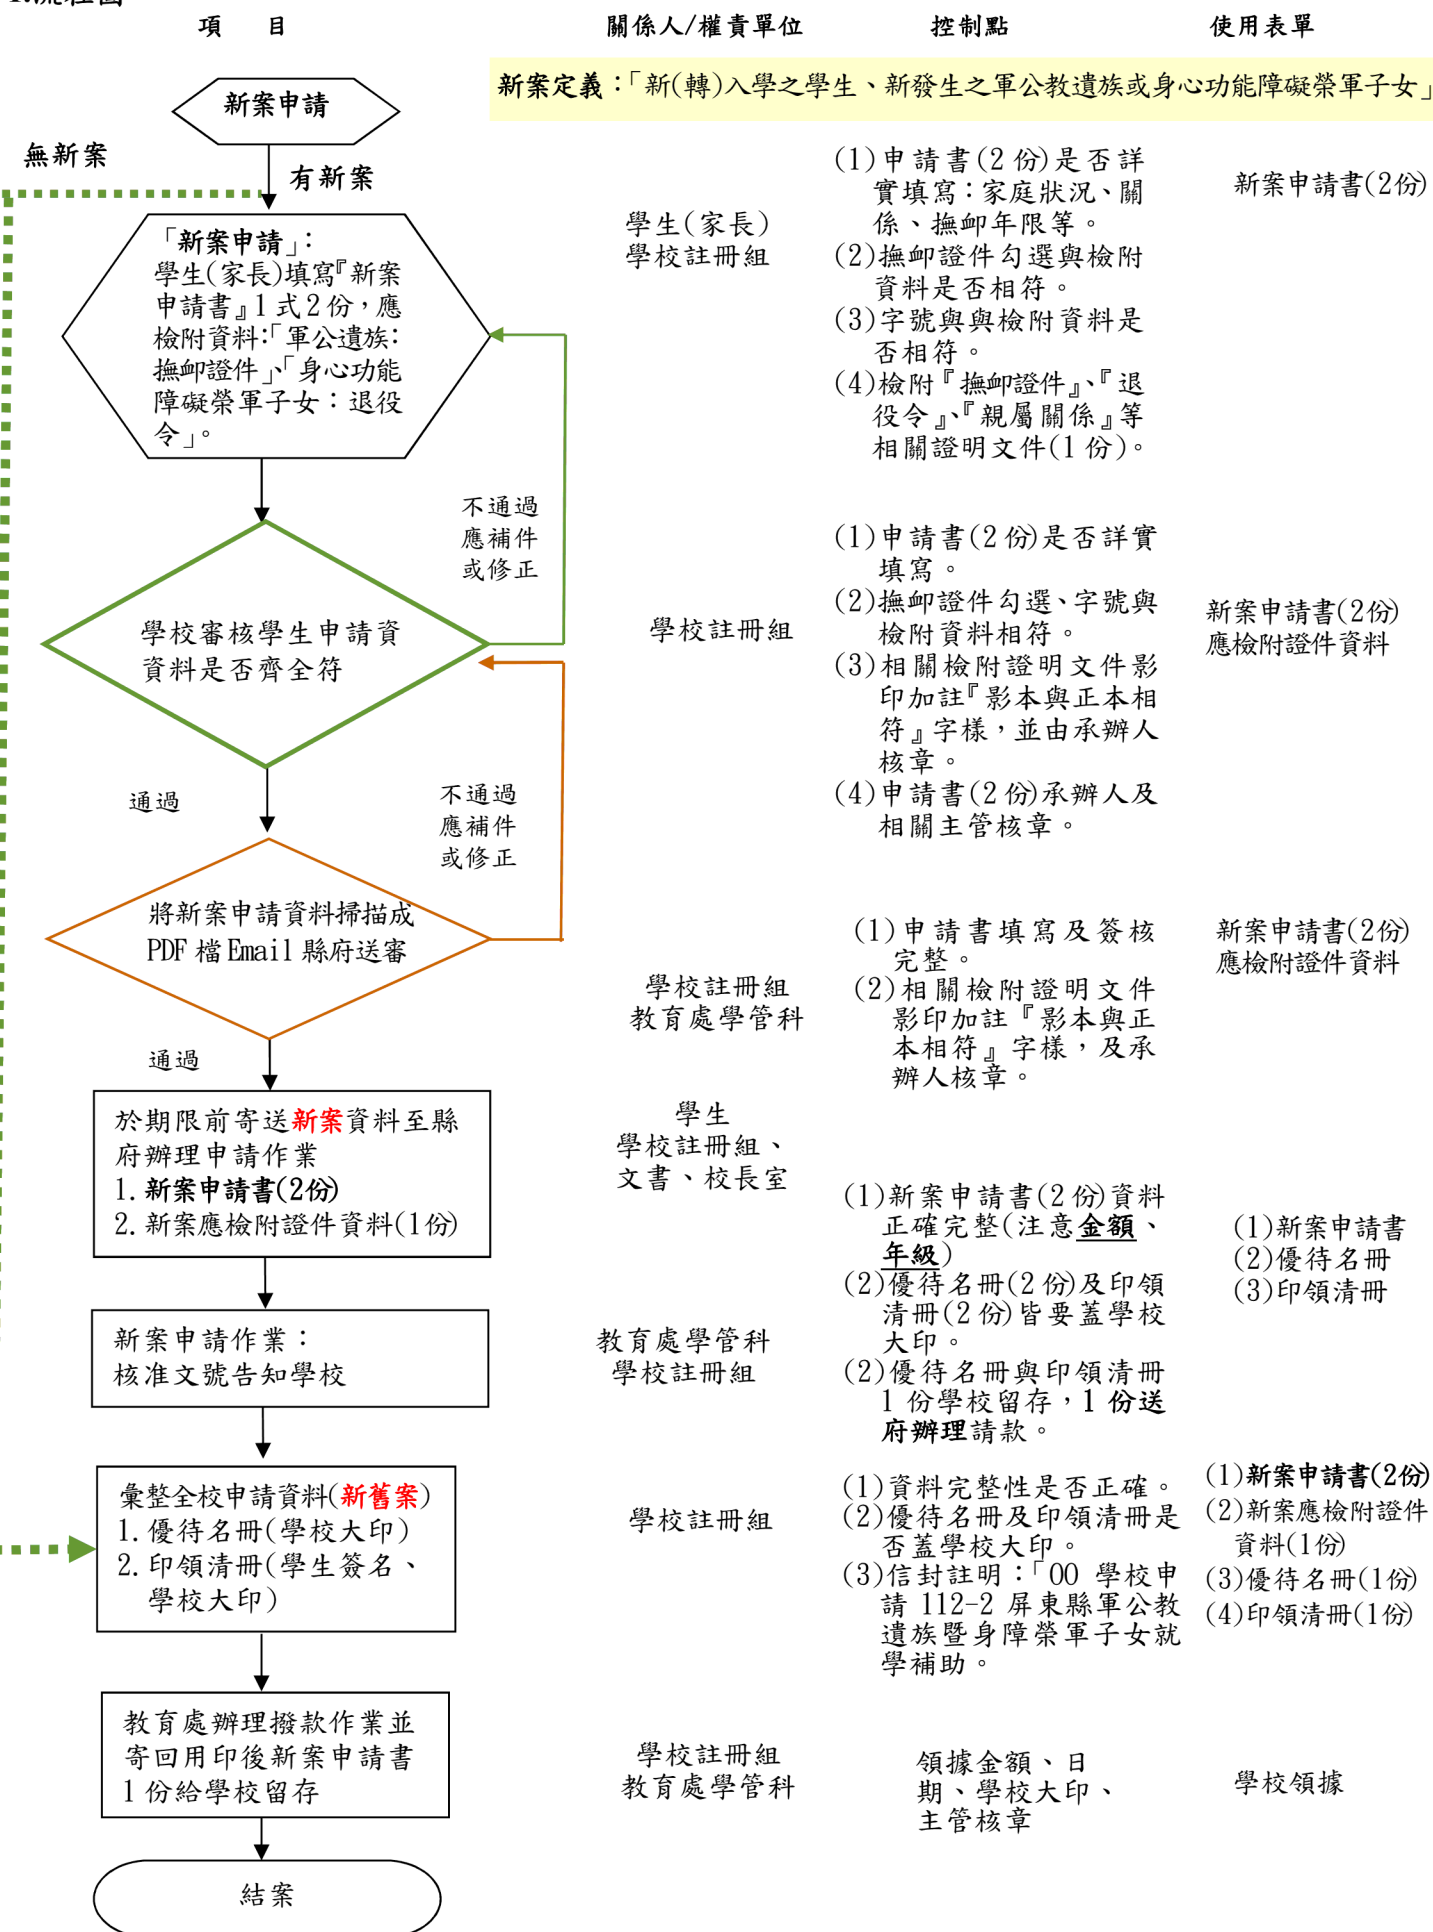 1.流程圖
項 目
關係人/權責單位
控制點
使用表單
新案定義：「新(轉)入學之學生、新發生之軍公教遺族或身心功能障礙榮軍子女」
新案申請
無新案
有新案
「新案申請」：
學生(家長)填寫『新案
申請書』1 式 2 份，應
檢附資料:「軍公遺族：
撫卹證件」、「身心功能
障礙榮軍子女：退役
令」。
學生(家長)
學校註冊組
(1)申請書(2 份)是否詳
實填寫：家庭狀況、關
係、撫卹年限等。
(2)撫卹證件勾選與檢附
資料是否相符。
(3)字號與與檢附資料是
否相符。
(4)檢附『撫卹證件』、『退
役令』、『親屬關係』等
相關證明文件(1 份)。
新案申請書(2份)
不通過
應補件
或修正
學校審核學生申請資
資料是否齊全符
學校註冊組
(1)申請書(2 份)是否詳實
填寫。
(2)撫卹證件勾選、字號與
檢附資料相符。
(3)相關檢附證明文件影
印加註『影本與正本相
符』字樣，並由承辦人
核章。
(4)申請書(2 份)承辦人及
相關主管核章。
新案申請書(2份)
應檢附證件資料
通過
不通過
應補件
或修正
將新案申請資料掃描成
PDF 檔 Email 縣府送審
學校註冊組
教育處學管科
(1)申請書填寫及簽核
完整。
(2)相關檢附證明文件
影印加註『影本與正
本相符』字樣，及承
辦人核章。
新案申請書(2份)
應檢附證件資料
通過
於期限前寄送新案資料至縣
府辦理申請作業
1.新案申請書(2份)
2.新案應檢附證件資料(1份)
學生
學校註冊組、
文書、校長室
(1)新案申請書(2 份)資料
正確完整(注意金額、
年級)
(2)優待名冊(2 份)及印領
清冊(2 份)皆要蓋學校
大印。
(2)優待名冊與印領清冊
1 份學校留存，1 份送
府辦理請款。
(1)新案申請書
(2)優待名冊
(3)印領清冊
新案申請作業：
核准文號告知學校
教育處學管科
學校註冊組
彙整全校申請資料(新舊案)
1.優待名冊(學校大印)
2.印領清冊(學生簽名、
學校大印)
學校註冊組
(1)資料完整性是否正確。
(2)優待名冊及印領清冊是
否蓋學校大印。
(3)信封註明：「00 學校申
請 112-2 屏東縣軍公教
遺族暨身障榮軍子女就
學補助。
(1)新案申請書(2份)
(2)新案應檢附證件
資料(1份)
(3)優待名冊(1份)
(4)印領清冊(1份)
教育處辦理撥款作業並
寄回用印後新案申請書
1 份給學校留存
學校註冊組
教育處學管科
領據金額、日
期、學校大印、
主管核章
學校領據
結案